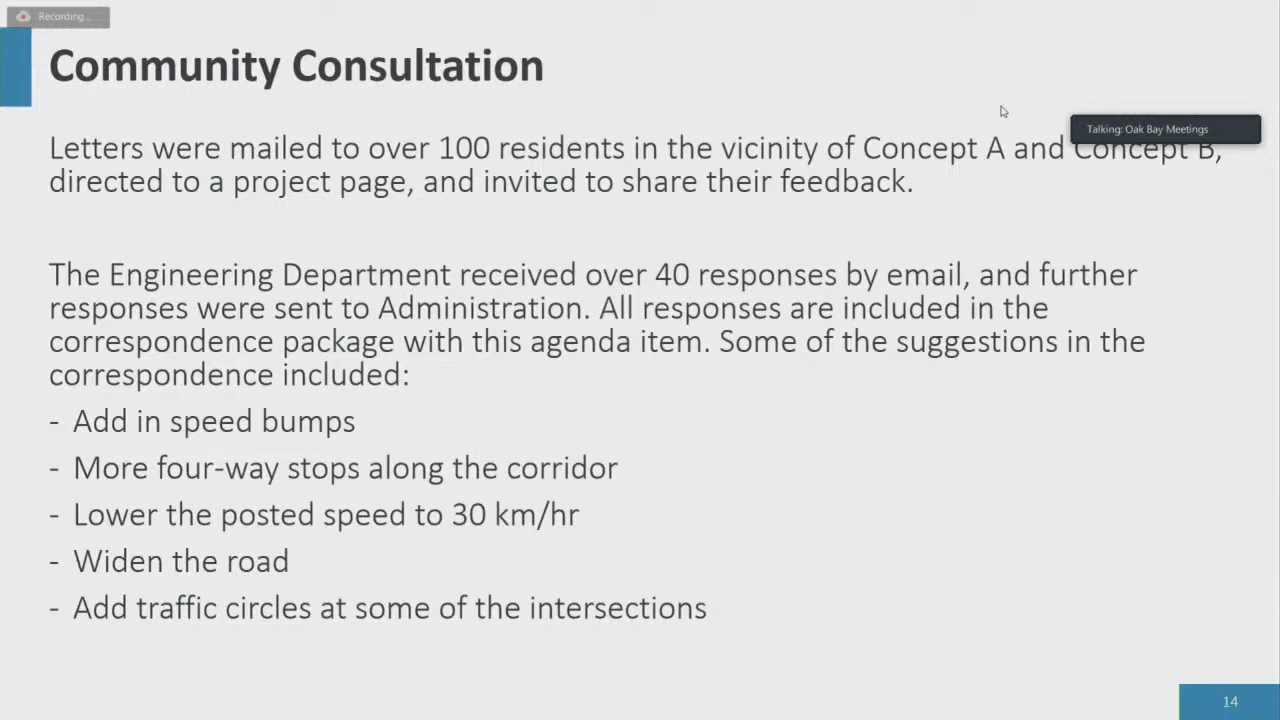 Recording...
Community Consultation
Talking: Oak Bay Meetings
Letters were mailed to over 100 residents in the vicinity of Concept A and Concept B,
directed to a project page, and invited to share their feedback.
The Engineering Department received over 40 responses by email, and further
responses were sent to Administration. All responses are included in the
correspondence package with this agenda item. Some of the suggestions in the
correspondence included:
- Add in speed bumps
- More four-way stops along the corridor
- Lower the posted speed to 30 km/hr
- Widen the road
- Add traffic circles at some of the intersections
14